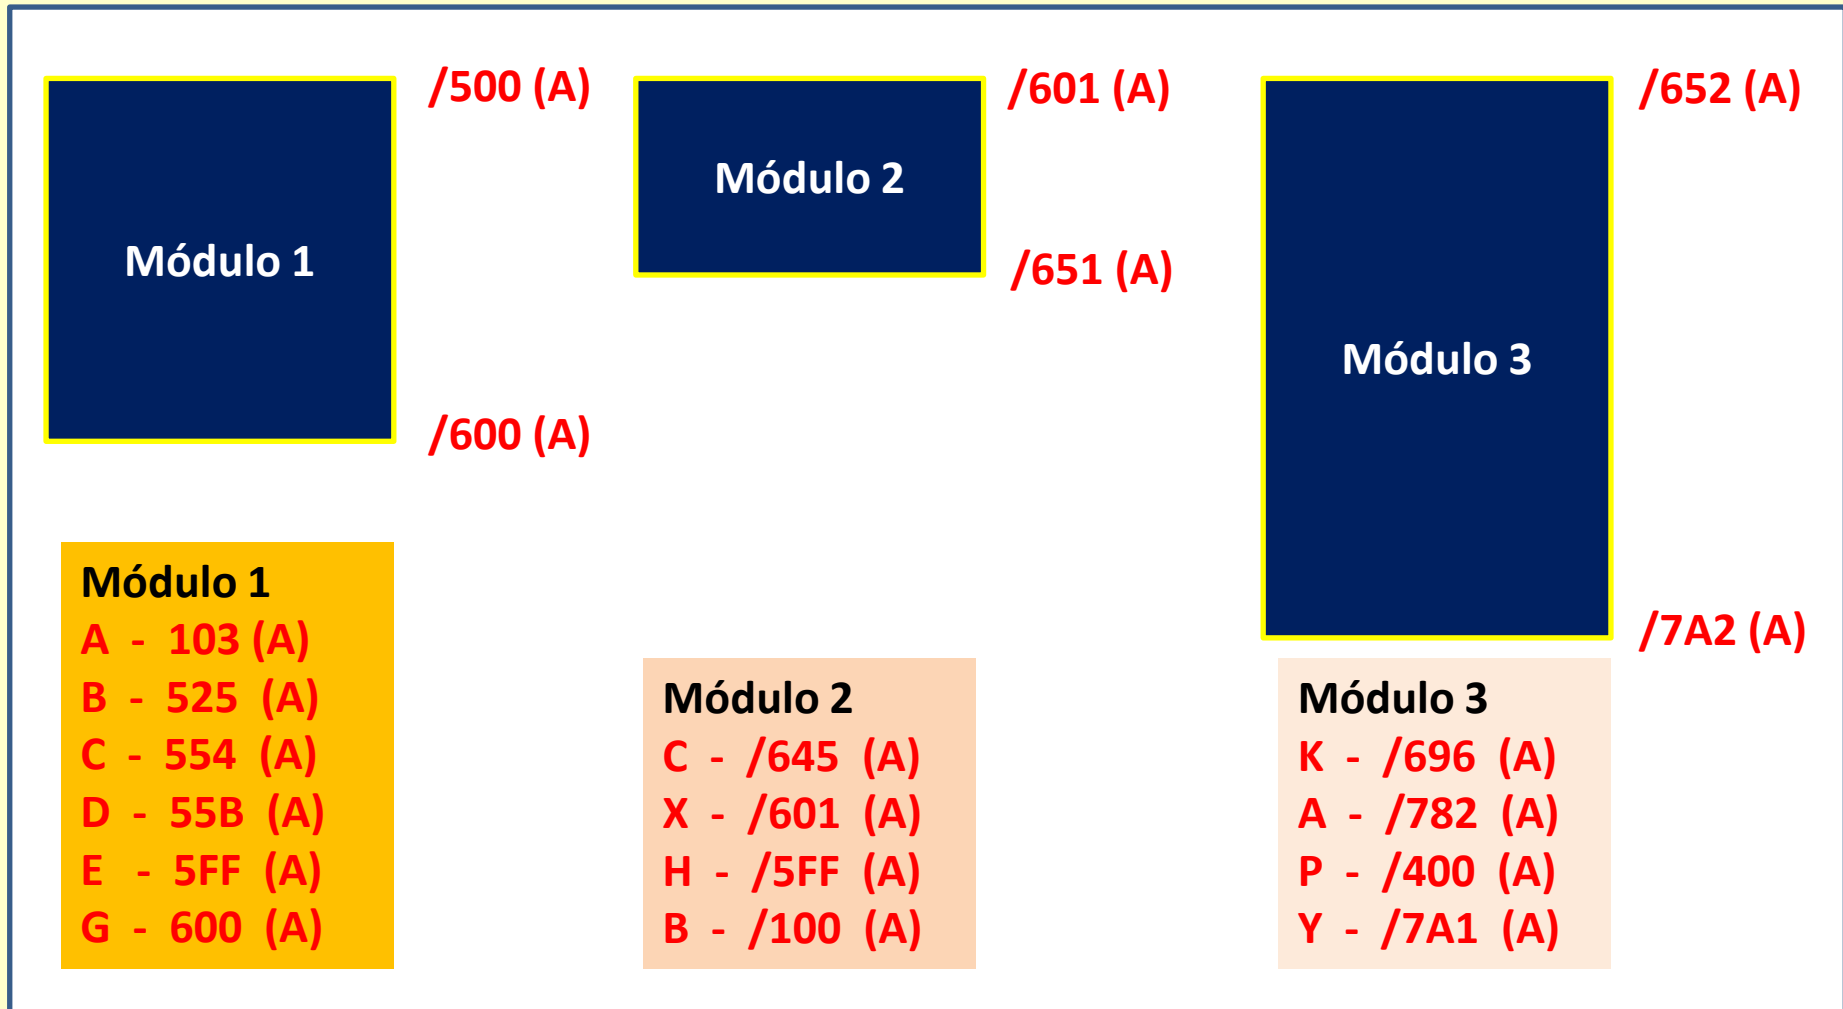 /500 (A)
Módulo 1
/600 (A)
/601 (A)
Módulo 2
/651 (A)
/652 (A)
Módulo 3
/7A2 (A)
Módulo 1
A - 103 (A)
B - 525 (A)
C - 554 (A)
D - 55B (A)
E - 5FF (A)
G - 600 (A)
Módulo 2
C - /645 (A)
X - /601 (A)
H - /5FF (A)
B - /100 (A)
Módulo 3
K - /696 (A)
A - /782 (A)
P - /400 (A)
Y - /7A1 (A)